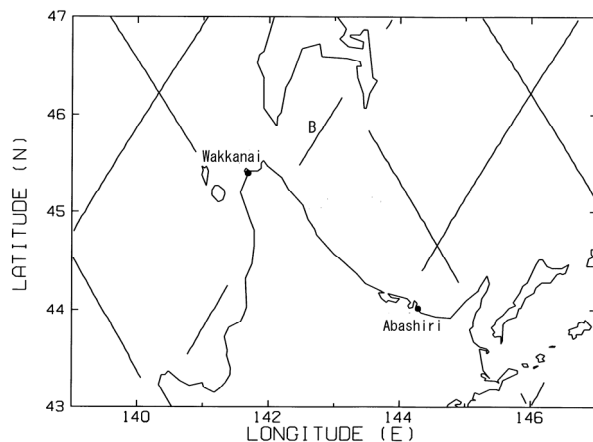 47
46
45
44
43
LATITUDE (N)
B
Wakkanai
Abashiri
140
142
144
146
LONGITUDE (E)